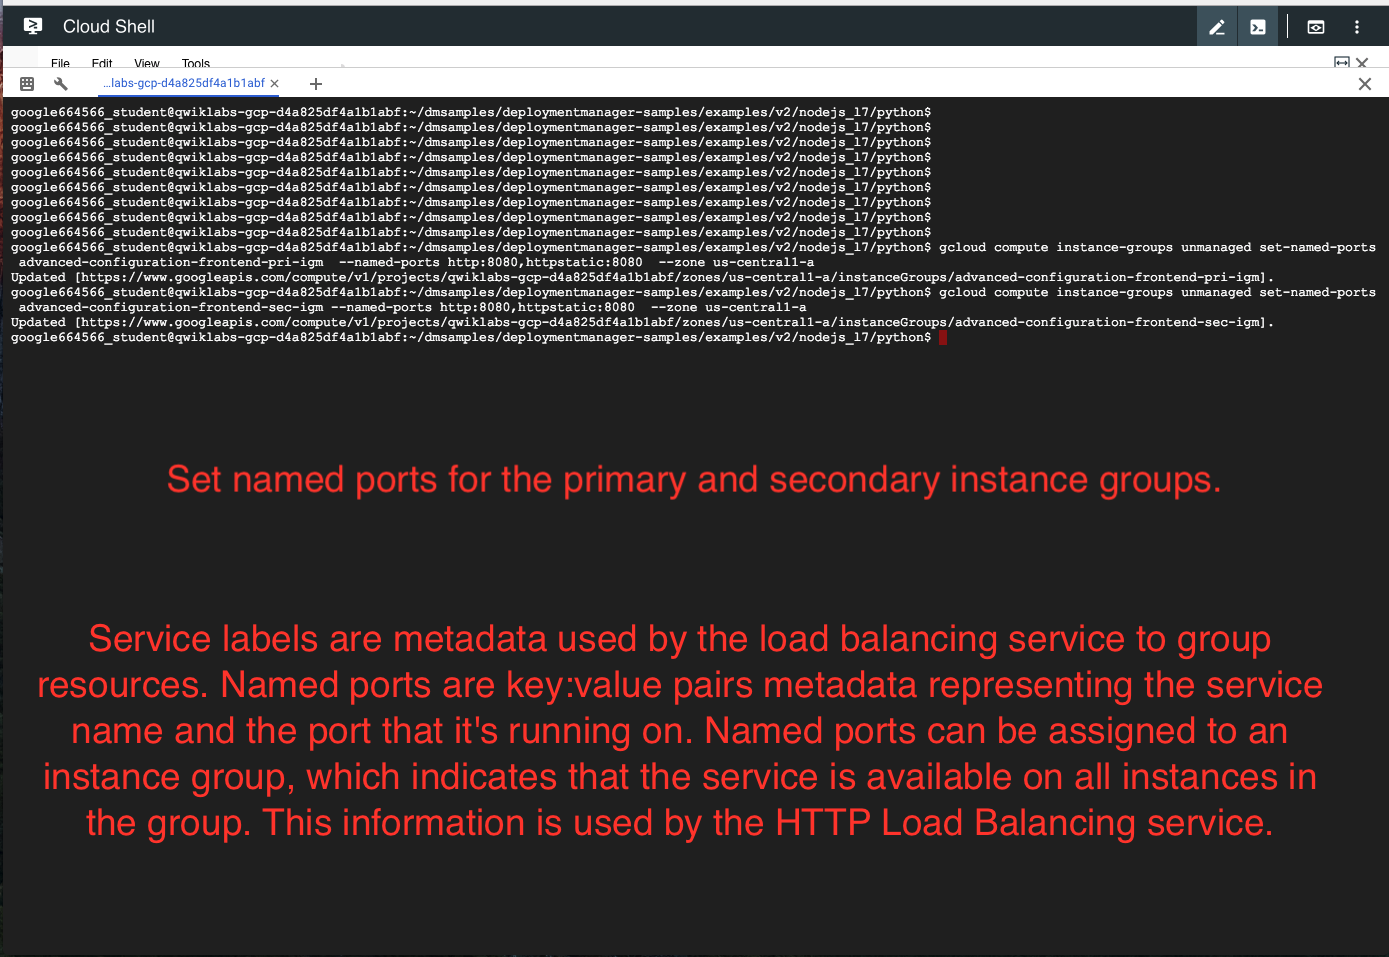 Cloud Shell
File Edit View Tools
...labs-gcp-d4a825df4a1b1abf
google664566_student@qwiklabs-gcp-d4a825df4a1b1abf:~/dmsamples/deploymentmanager-samples/examples/v2/nodejs_l7/python$
google664566_student@qwiklabs-gcp-d4a825df4a1b1abf:~/dmsamples/deploymentmanager-samples/examples/v2/nodejs_l7/python$
google664566_student@qwiklabs-gcp-d4a825df4a1b1abf:~/dmsamples/deploymentmanager-samples/examples/v2/nodejs_l7/python$
google664566_student@qwiklabs-gcp-d4a825df4a1b1abf:~/dmsamples/deploymentmanager-samples/examples/v2/nodejs_l7/python$
google664566_student@qwiklabs-gcp-d4a825df4a1b1abf:~/dmsamples/deploymentmanager-samples/examples/v2/nodejs_l7/python$
google664566_student@qwiklabs-gcp-d4a825df4a1b1abf:~/dmsamples/deploymentmanager-samples/examples/v2/nodejs_l7/python$
google664566_student@qwiklabs-gcp-d4a825df4a1b1abf:~/dmsamples/deploymentmanager-samples/examples/v2/nodejs_l7/python$
google664566_student@qwiklabs-gcp-d4a825df4a1b1abf:~/dmsamples/deploymentmanager-samples/examples/v2/nodejs_l7/python$
google664566_student@qwiklabs-gcp-d4a825df4a1b1abf:~/dmsamples/deploymentmanager-samples/examples/v2/nodejs_l7/python$
google664566_student@qwiklabs-gcp-d4a825df4a1b1abf:~/dmsamples/deploymentmanager-samples/examples/v2/nodejs_l7/python$ gcloud compute instance-groups unmanaged set-named-ports
advanced-configuration-frontend-pri-igm --named-ports http:8080,httpstatic:8080 --zone us-central1-a
Updated [https://www.googleapis.com/compute/v1/projects/qwiklabs-gcp-d4a825df4a1b1abf/zones/us-central1-a/instanceGroups/advanced-configuration-frontend-pri-igm].
google664566_student@qwiklabs-gcp-d4a825df4a1b1abf:~/dmsamples/deploymentmanager-samples/examples/v2/nodejs_l7/python$ gcloud compute instance-groups unmanaged set-named-ports
advanced-configuration-frontend-sec-igm --named-ports http:8080,httpstatic:8080 --zone us-central1-a
Updated [https://www.googleapis.com/compute/v1/projects/qwiklabs-gcp-d4a825df4a1b1abf/zones/us-central1-a/instanceGroups/advanced-configuration-frontend-sec-igm].
google664566_student@qwiklabs-gcp-d4a825df4a1b1abf:~/dmsamples/deploymentmanager-samples/examples/v2/nodejs_l7/python$
Set named ports for the primary and secondary instance groups.
Service labels are metadata used by the load balancing service to group
resources. Named ports are key:value pairs metadata representing the service
name and the port that it's running on. Named ports can be assigned to an
instance group, which indicates that the service is available on all instances in
the group. This information is used by the HTTP Load Balancing service.